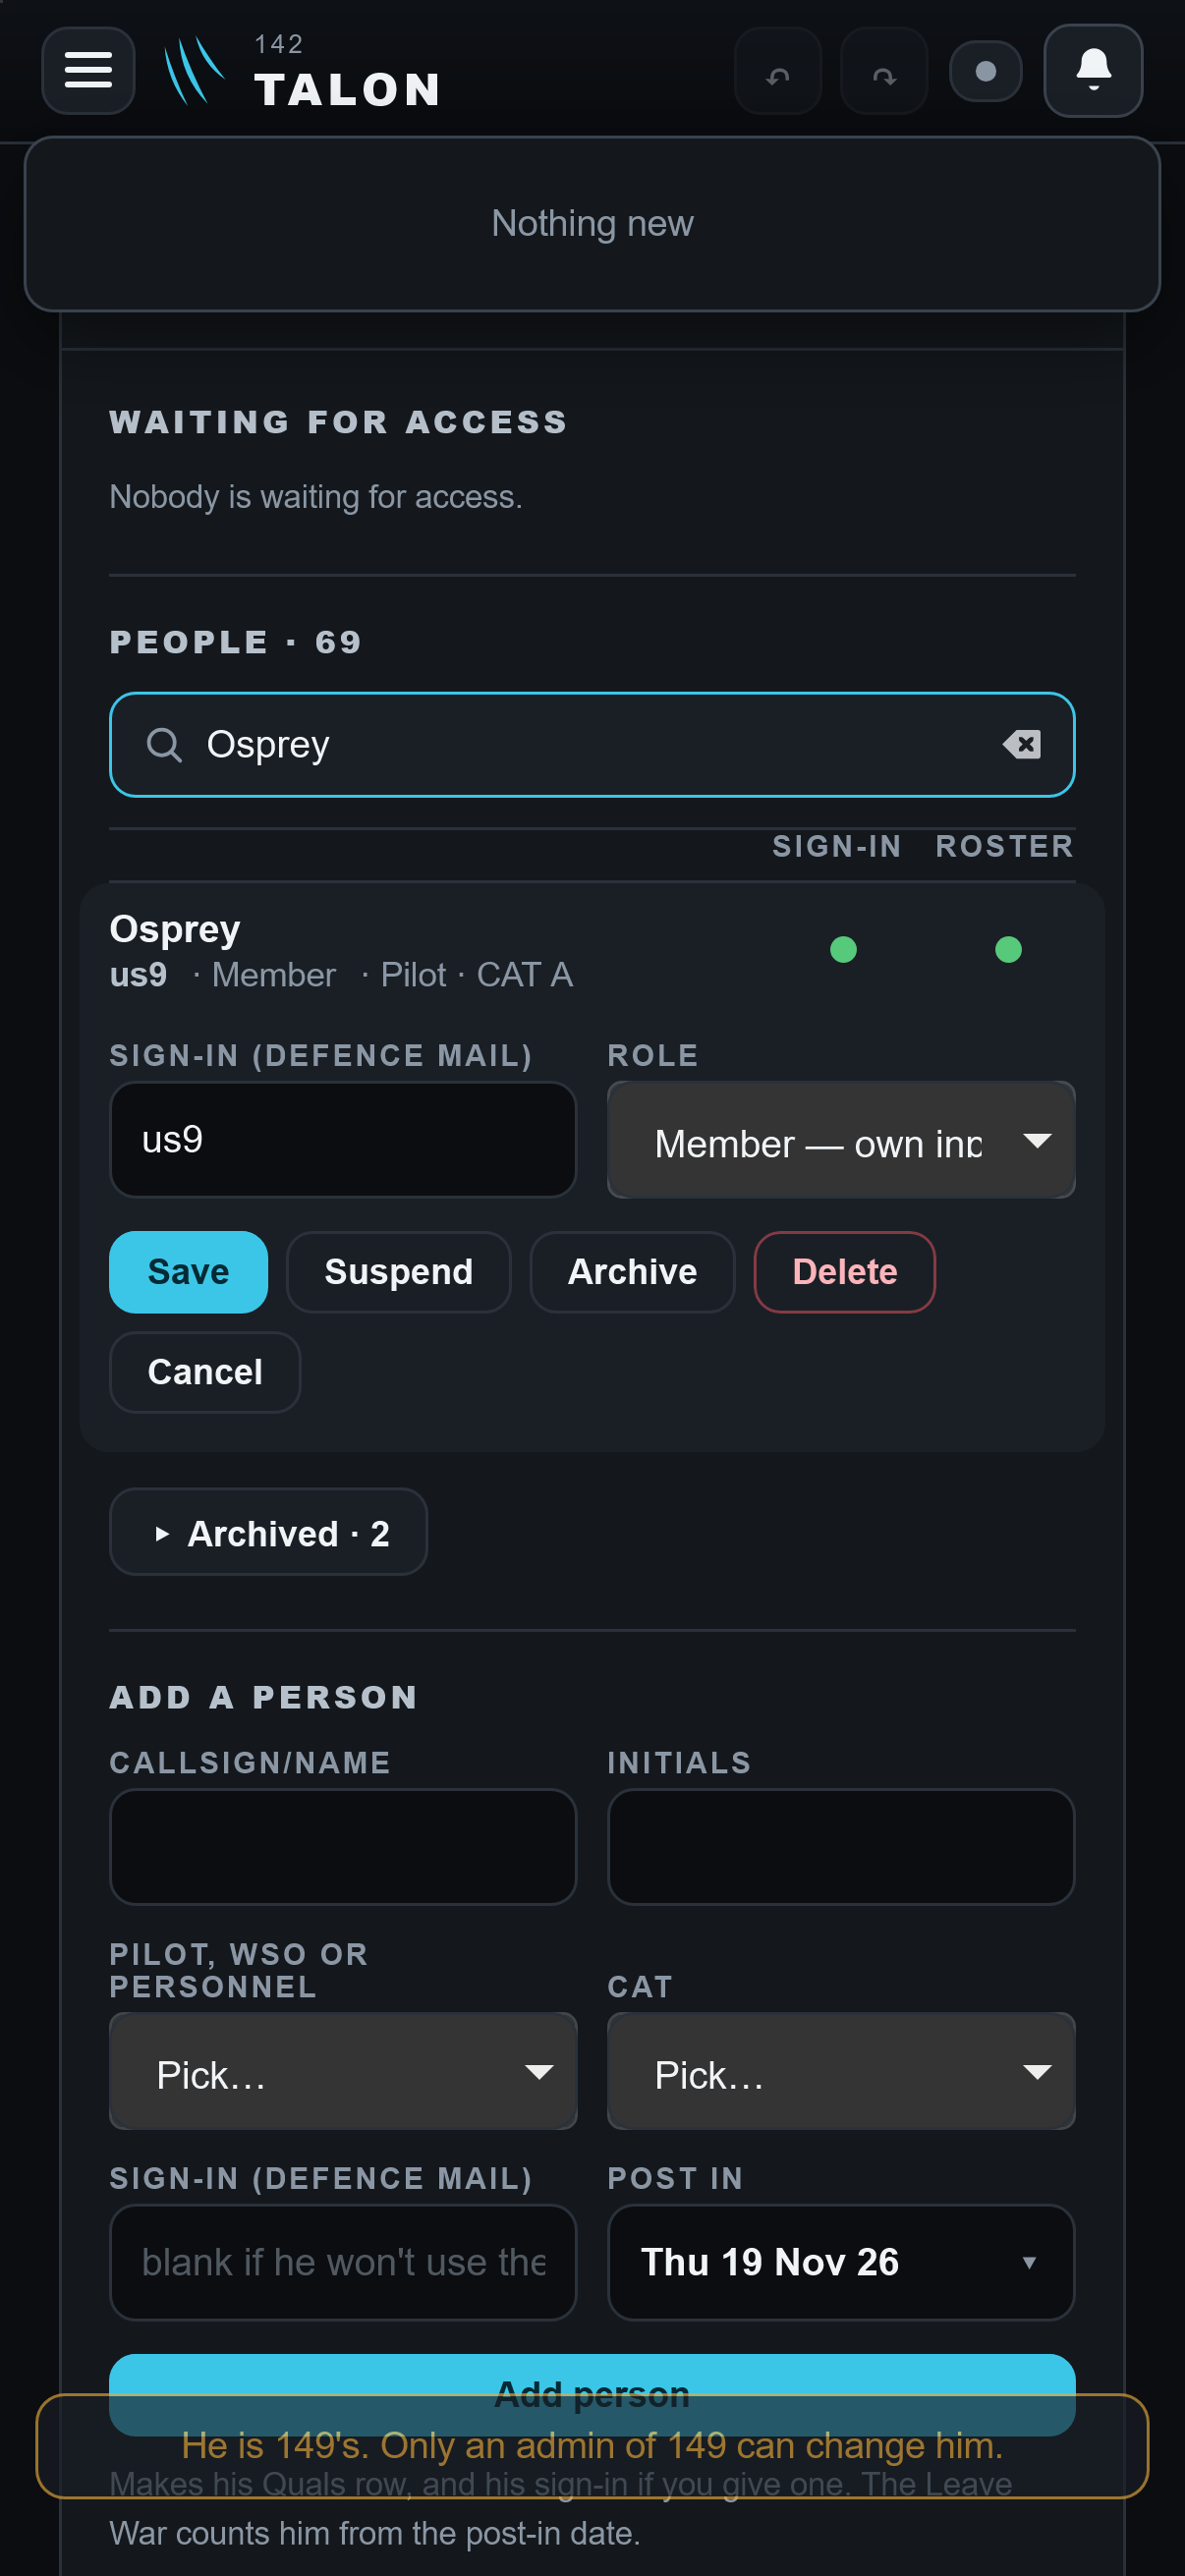 142
TALON
Nothing new
WAITING FOR ACCESS
Nobody is waiting for access.
PEOPLE · 69
Osprey
SIGN-IN ROSTER
Osprey
us9 · Member · Pilot · CAT A
SIGN-IN (DEFENCE MAIL) ROLE
us9 Member — own inp
Save Suspend Archive Delete
Cancel
Archived · 2
ADD A PERSON
CALLSIGN/NAME INITIALS
PILOT, WSO OR
PERSONNEL CAT
Pick... Pick...
SIGN-IN (DEFENCE MAIL) POST IN
blank if he won't use the Thu 19 Nov 26
Add person
He is 149's. Only an admin of 149 can change him.
Makes his Quals row, and his sign-in if you give one. The Leave
War counts him from the post-in date.